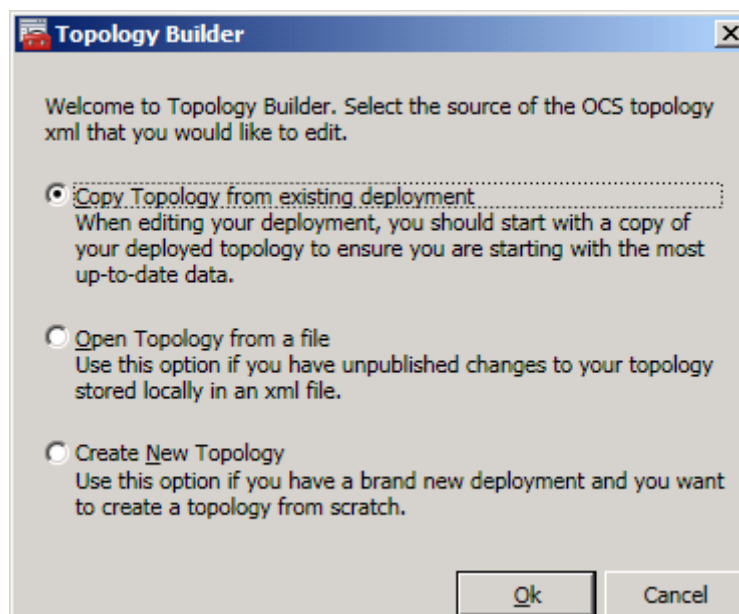 Topology Builder
Welcome to Topology Builder. Select the source of the OCS topology
xml that you would like to edit.
Copy Topology from existing deployment
When editing your deployment, you should start with a copy of
your deployed topology to ensure you are starting with the most
up-to-date data.
Open Topology from a file
Use this option if you have unpublished changes to your topology
stored locally in an xml file.
Create New Topology
Use this option if you have a brand new deployment and you want
to create a topology from scratch.
Ok Cancel